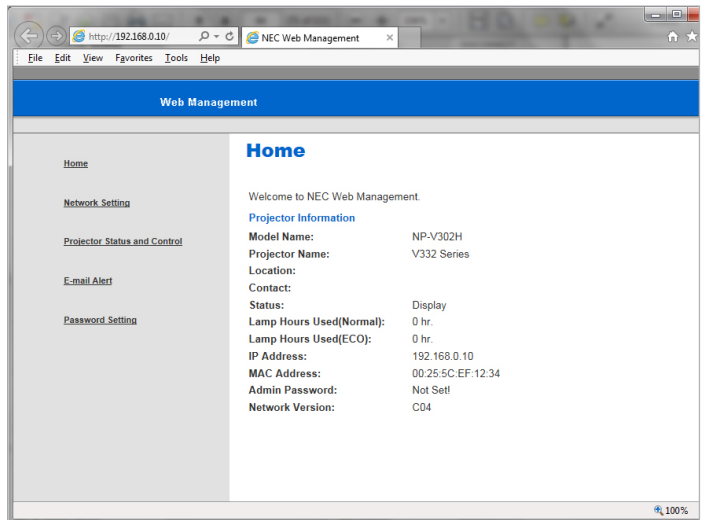 http://192.168.0.10/
NEC Web Management
File Edit View Favorites Tools Help
Web Management
Home
Network Setting
Projector Status and Control
E-mail Alert
Password Setting
Home
Welcome to NEC Web Management.
Projector Information
Model Name: NP-V302H
Projector Name: V332 Series
Location:
Contact:
Status: Display
Lamp Hours Used(Normal): 0 hr.
Lamp Hours Used(ECO): 0 hr.
IP Address: 192.168.0.10
MAC Address: 00:25:5C:EF:12:34
Admin Password: Not Set!
Network Version: C04
100%